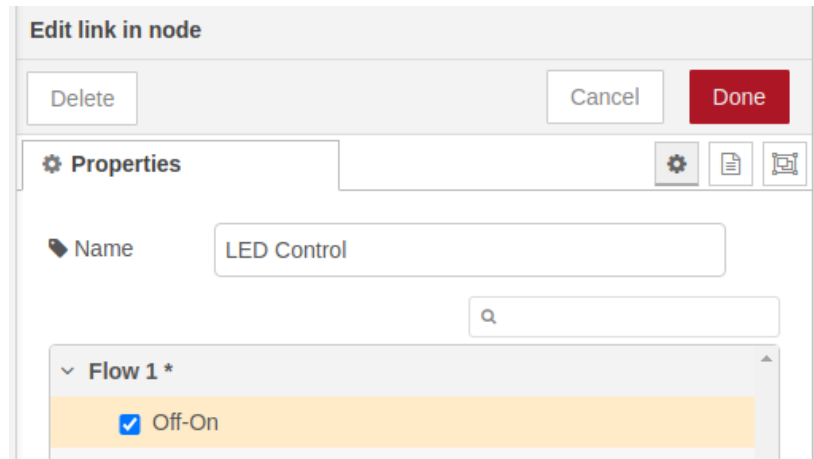 Edit link in node
Delete Cancel Done
Properties
Name LED Control
Flow 1 *
Off-On